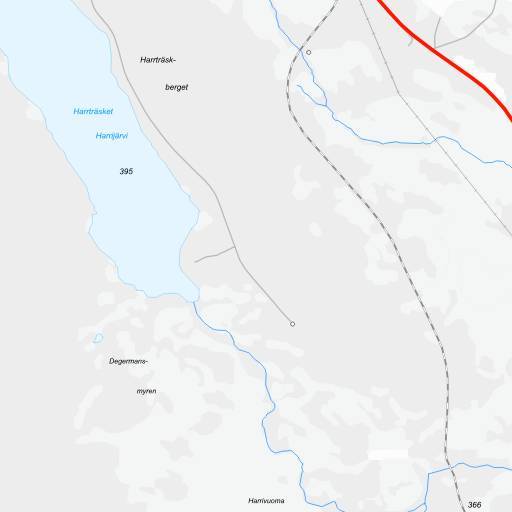 Harrträsk-
berget
Harrträsket
Harrijärvi
395
Degermans-
myren
Harrivuoma
366